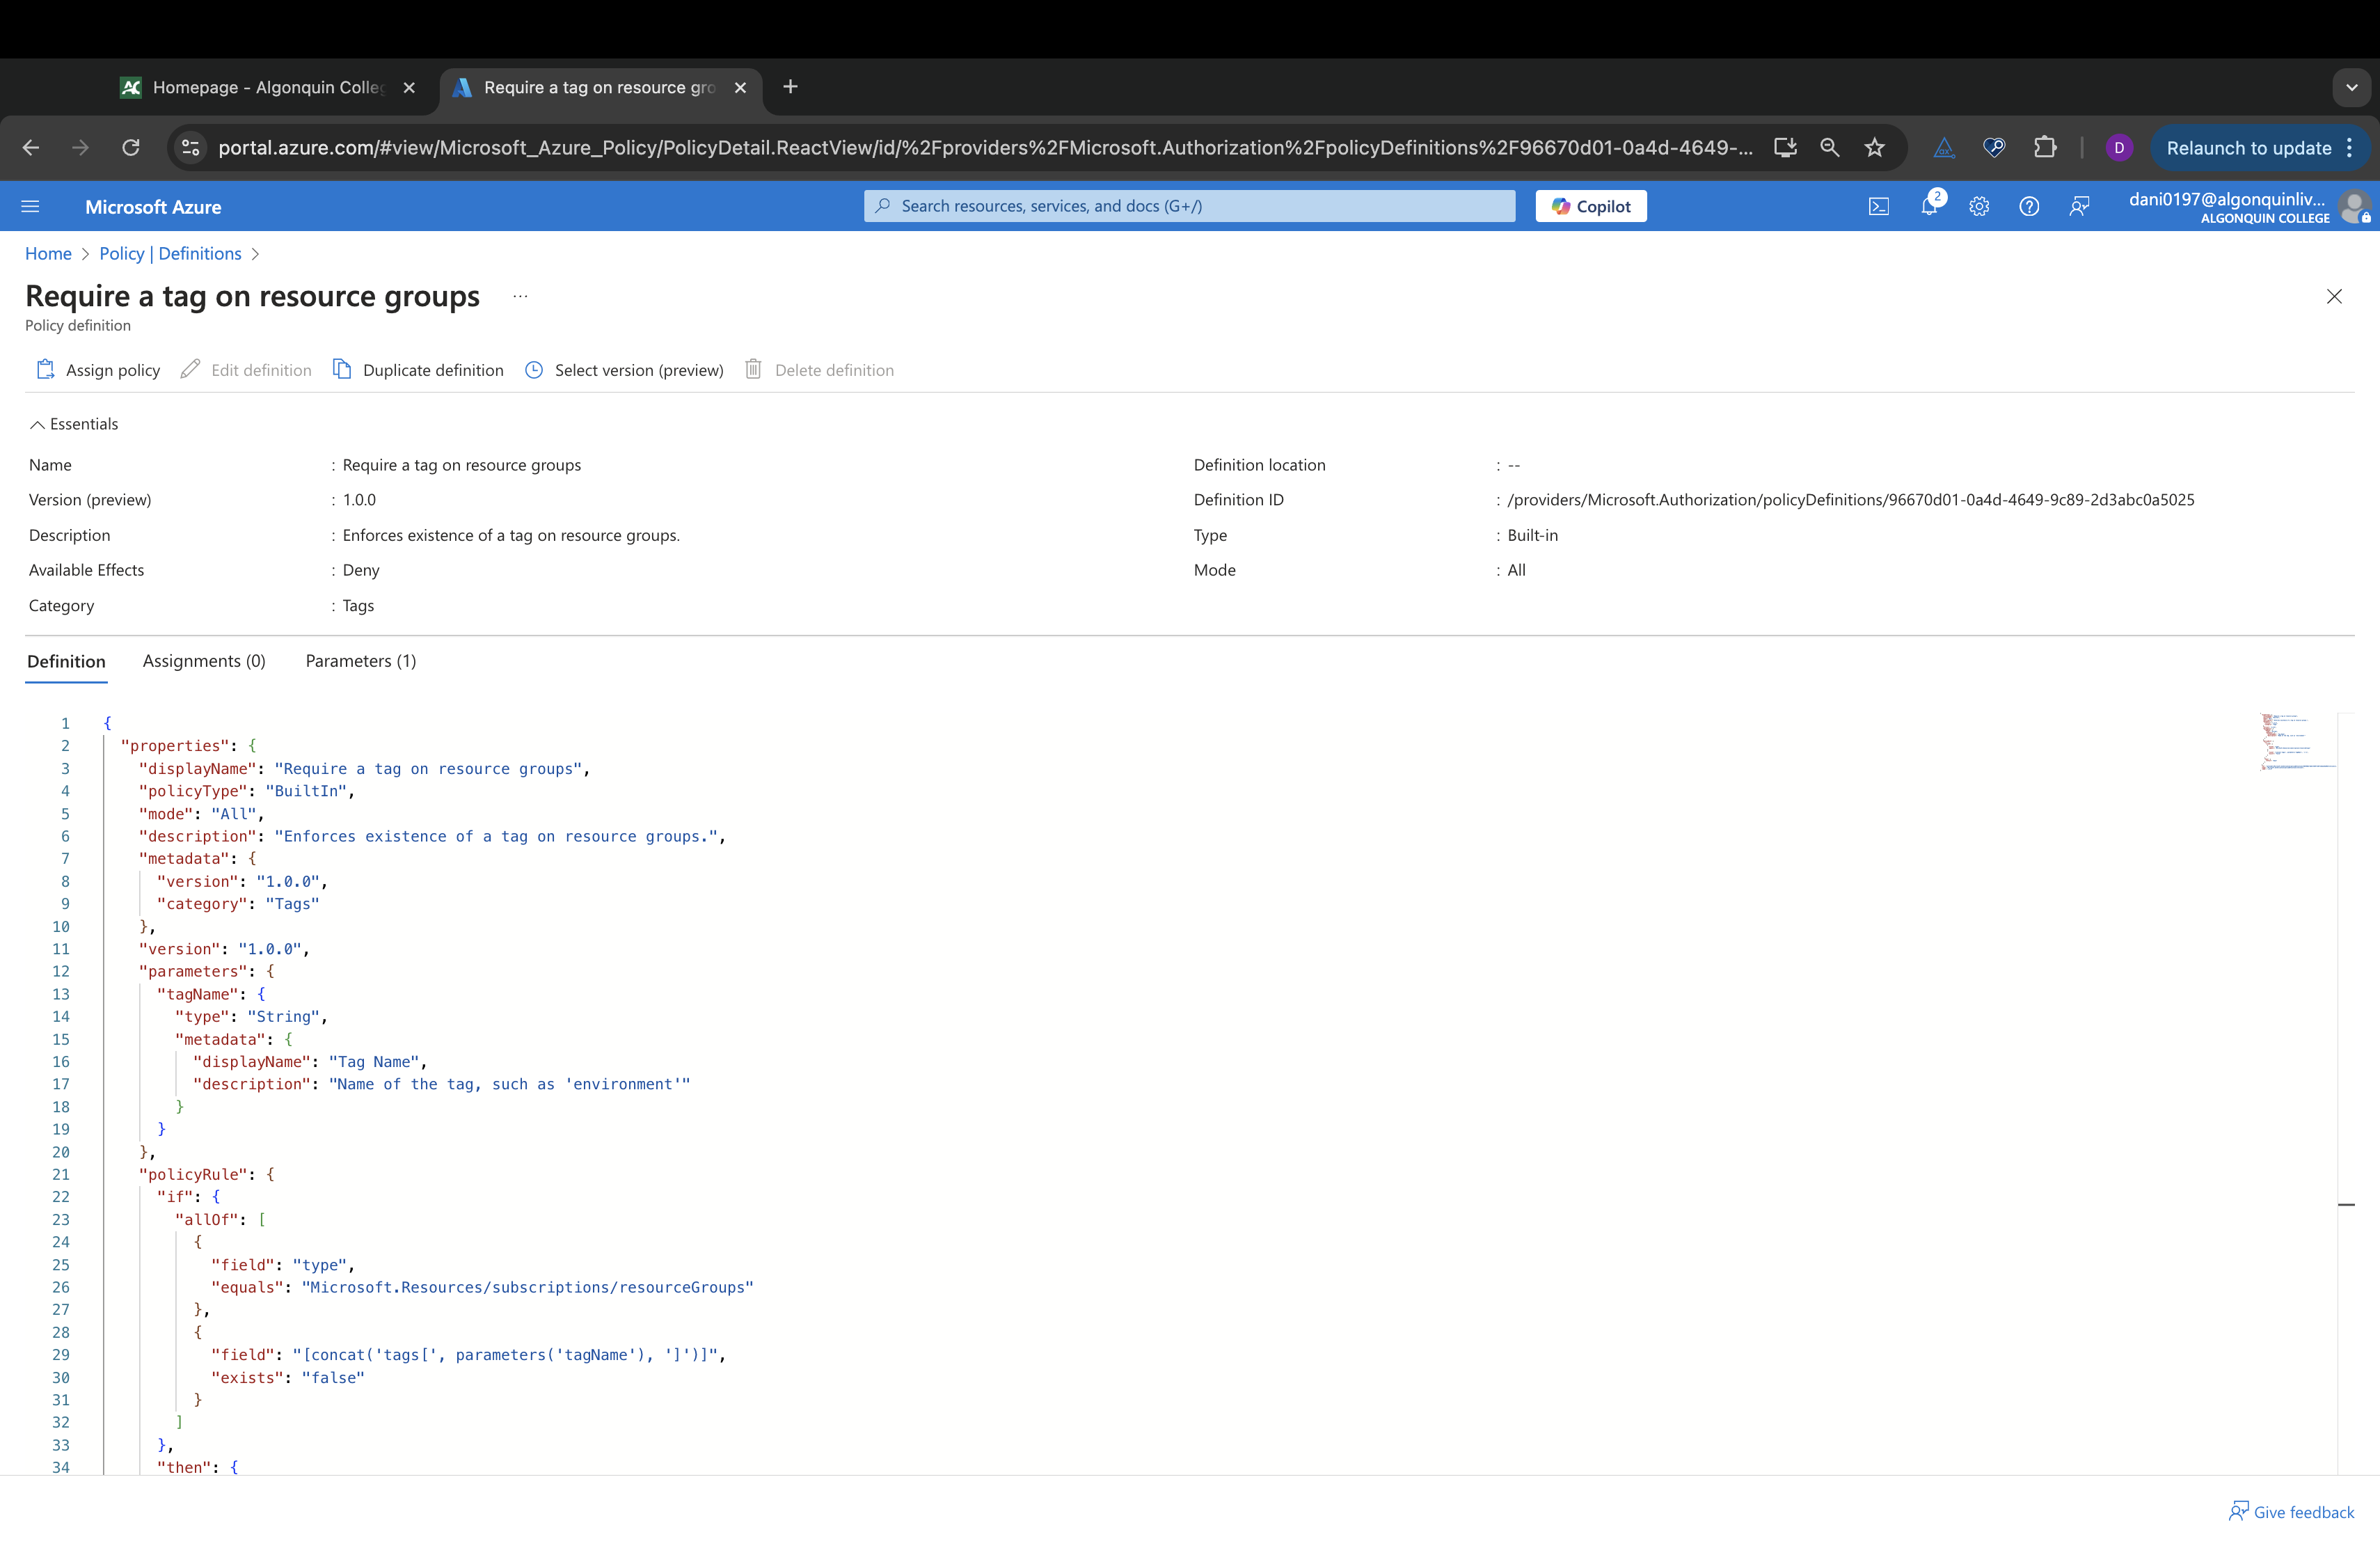 Homepage - Algonquin Colleg
Require a tag on resource gro
portal.azure.com/#view/Microsoft_Azure_Policy/PolicyDetail.ReactView/id/%2Fproviders%2FMicrosoft.Authorization%2FpolicyDefinitions%2F96670d01-0a4d-4649-...
D
Relaunch to update
Microsoft Azure
Search resources, services, and docs (G+/)
Copilot
2
dani0197@algonquinliv...
ALGONQUIN COLLEGE
Home > Policy | Definitions >
Require a tag on resource groups ...
Policy definition
Assign policy Edit definition Duplicate definition Select version (preview) Delete definition
Essentials
Name : Require a tag on resource groups
Version (preview) : 1.0.0
Description : Enforces existence of a tag on resource groups.
Available Effects : Deny
Category : Tags
Definition location : --
Definition ID : /providers/Microsoft.Authorization/policyDefinitions/96670d01-0a4d-4649-9c89-2d3abc0a5025
Type : Built-in
Mode : All
Definition Assignments (0) Parameters (1)
1 {
2 "properties": {
3 "displayName": "Require a tag on resource groups",
4 "policyType": "BuiltIn",
5 "mode": "All",
6 "description": "Enforces existence of a tag on resource groups.",
7 "metadata": {
8 "version": "1.0.0",
9 "category": "Tags"
10 },
11 "version": "1.0.0",
12 "parameters": {
13 "tagName": {
14 "type": "String",
15 "metadata": {
16 "displayName": "Tag Name",
17 "description": "Name of the tag, such as 'environment'"
18 }
19 }
20 },
21 "policyRule": {
22 "if": {
23 "allOf": [
24 {
25 "field": "type",
26 "equals": "Microsoft.Resources/subscriptions/resourceGroups"
27 },
28 {
29 "field": "[concat('tags[', parameters('tagName'), ']')]",
30 "exists": "false"
31 }
32 ]
33 },
34 "then": {
Give feedback